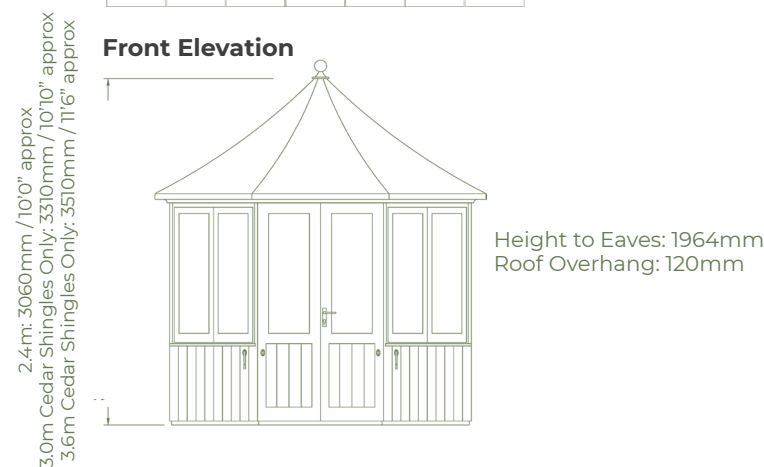 Front Elevation
2.4m: 3060mm / 10'0” approx
3.0m Cedar Shingles Only: 3310mm / 10'10” approx
3.6m Cedar Shingles Only: 3510mm / 11'6” approx
Height to Eaves: 1964mm
Roof Overhang: 120mm